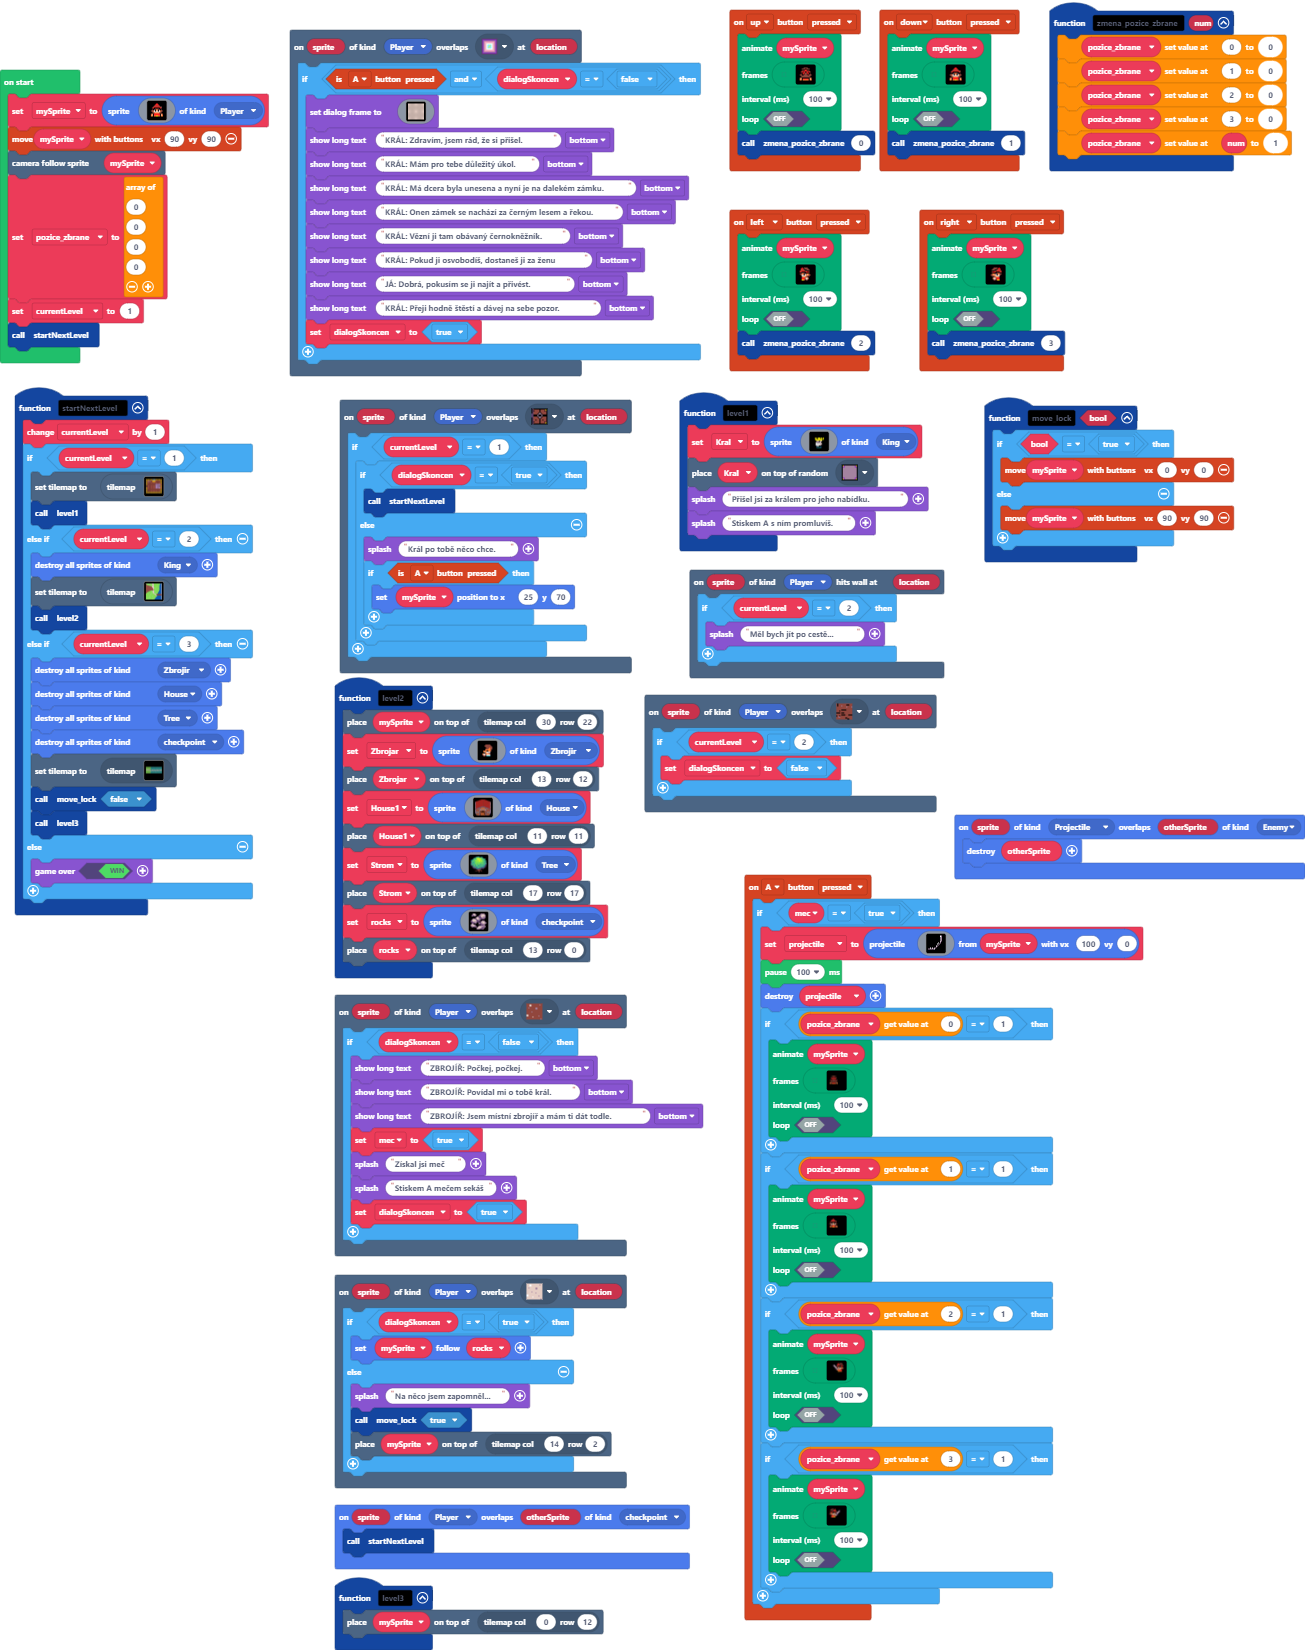 on start
set mySprite to sprite of kind Player
move mySprite with buttons vx 90 vy 90
camera follow sprite mySprite
set pozice_zbrane to array of 0 0 0 0
set currentLevel to 1
call startNextLevel
on sprite of kind Player overlaps at location
if is A button pressed and dialogSkoncen = false then
set dialog frame to
show long text "KRÁL: Zdravím, jsem rád, že si přišel." bottom
show long text "KRÁL: Mám pro tebe důležitý úkol." bottom
show long text "KRÁL: Má dcera byla unesena a nyní je na dalekém zámku." bottom
show long text "KRÁL: Onen zámek se nachází za černým lesem a řekou." bottom
show long text "KRÁL: Vězní ji tam obávaný černokněžník." bottom
show long text "KRÁL: Pokud jí osvobodíš, dostaneš jí za ženu" bottom
show long text "JÁ: Dobrá, pokusím se jí najít a přivést." bottom
show long text "KRÁL: Přeji hodně štěstí a dávej na sebe pozor." bottom
set dialogSkoncen to true
on up button pressed
animate mySprite
frames
interval (ms) 100
loop OFF
call zmena_pozice_zbrane 0
on down button pressed
animate mySprite
frames
interval (ms) 100
loop OFF
call zmena_pozice_zbrane 1
function zmena_pozice_zbrane num
pozice_zbrane set value at 0 to 0
pozice_zbrane set value at 1 to 0
pozice_zbrane set value at 2 to 0
pozice_zbrane set value at 3 to 0
pozice_zbrane set value at num to 1
on left button pressed
animate mySprite
frames
interval (ms) 100
loop OFF
call zmena_pozice_zbrane 2
on right button pressed
animate mySprite
frames
interval (ms) 100
loop OFF
call zmena_pozice_zbrane 3
function startNextLevel
change currentLevel by 1
if currentLevel = 1 then
set tilemap to tilemap
call level1
else if currentLevel = 2 then
destroy all sprites of kind King
set tilemap to tilemap
call level2
else if currentLevel = 3 then
destroy all sprites of kind Zbrojir
destroy all sprites of kind House
destroy all sprites of kind Tree
destroy all sprites of kind checkpoint
set tilemap to tilemap
call move_lock false
call level3
else
game over WIN
on sprite of kind Player overlaps at location
if currentLevel = 1 then
if dialogSkoncen = true then
call startNextLevel
else
splash "Král po tobě něco chce."
if is A button pressed then
set mySprite position to x 25 y 70
function level1
set Kral to sprite of kind King
place Kral on top of random
splash "Přišel jsi za králem pro jeho nabídku."
splash "Stiskem A s ním promluvíš."
function move_lock bool
if bool = true then
move mySprite with buttons vx 0 vy 0
else
move mySprite with buttons vx 90 vy 90
on sprite of kind Player hits wall at location
if currentLevel = 2 then
splash "Měl bych jít po cestě..."
function level2
place mySprite on top of tilemap col 30 row 22
set Zbrojar to sprite of kind Zbrojir
place Zbrojar on top of tilemap col 13 row 12
set House1 to sprite of kind House
place House1 on top of tilemap col 11 row 11
set Strom to sprite of kind Tree
place Strom on top of tilemap col 17 row 17
set rocks to sprite of kind checkpoint
place rocks on top of tilemap col 13 row 0
on sprite of kind Player overlaps at location
if currentLevel = 2 then
set dialogSkoncen to false
on sprite of kind Projectile overlaps otherSprite of kind Enemy
destroy otherSprite
on A button pressed
if mec = true then
set projectile to projectile from mySprite with vx 100 vy 0
pause 100 ms
destroy projectile
if pozice_zbrane get value at 0 = 1 then
animate mySprite
frames
interval (ms) 100
loop OFF
if pozice_zbrane get value at 1 = 1 then
animate mySprite
frames
interval (ms) 100
loop OFF
if pozice_zbrane get value at 2 = 1 then
animate mySprite
frames
interval (ms) 100
loop OFF
if pozice_zbrane get value at 3 = 1 then
animate mySprite
frames
interval (ms) 100
loop OFF
on sprite of kind Player overlaps at location
if dialogSkoncen = false then
show long text "ZBROJÍŘ: Počkej, počkej." bottom
show long text "ZBROJÍŘ: Povídal mi o tobě král." bottom
show long text "ZBROJÍŘ: Jsem místní zbrojíř a mám ti dát todle." bottom
set mec to true
splash "Získal jsi meč"
splash "Stiskem A mečem sekáš"
set dialogSkoncen to true
on sprite of kind Player overlaps at location
if dialogSkoncen = true then
set mySprite follow rocks
else
splash "Na něco jsem zapomněl..."
call move_lock true
place mySprite on top of tilemap col 14 row 2
on sprite of kind Player overlaps otherSprite of kind checkpoint
call startNextLevel
function level3
place mySprite on top of tilemap col 0 row 12